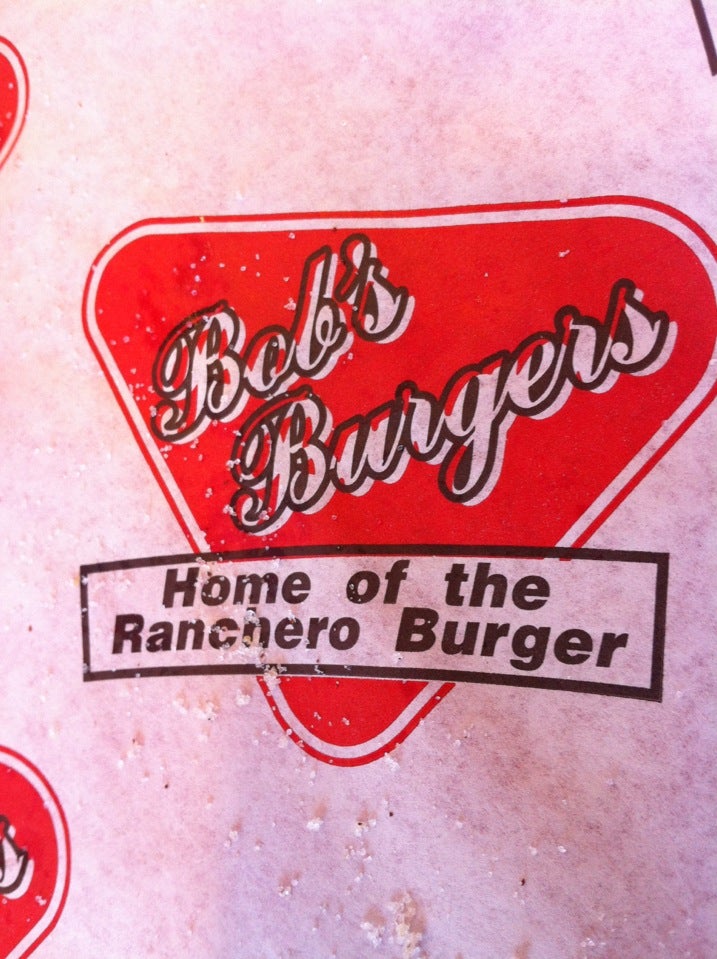 Bob's
Burgers
Home of the
Ranchero Burger